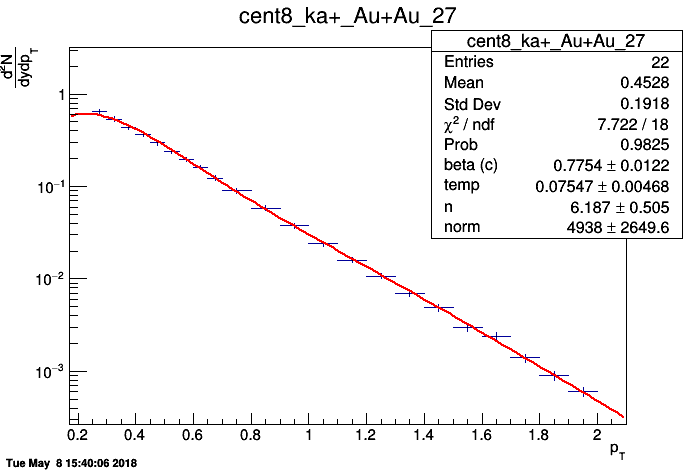 cent8_ka+_Au+Au_27
d²N
dydp_T
cent8_ka+_Au+Au_27
Entries 22
Mean 0.4528
Std Dev 0.1918
χ² / ndf 7.722 / 18
Prob 0.9825
beta (c) 0.7754 ± 0.0122
temp 0.07547 ± 0.00468
n 6.187 ± 0.505
norm 4938 ± 2649.6
1
10⁻¹
10⁻²
10⁻³
0.2 0.4 0.6 0.8 1 1.2 1.4 1.6 1.8 2
p_T
Tue May 8 15:40:06 2018